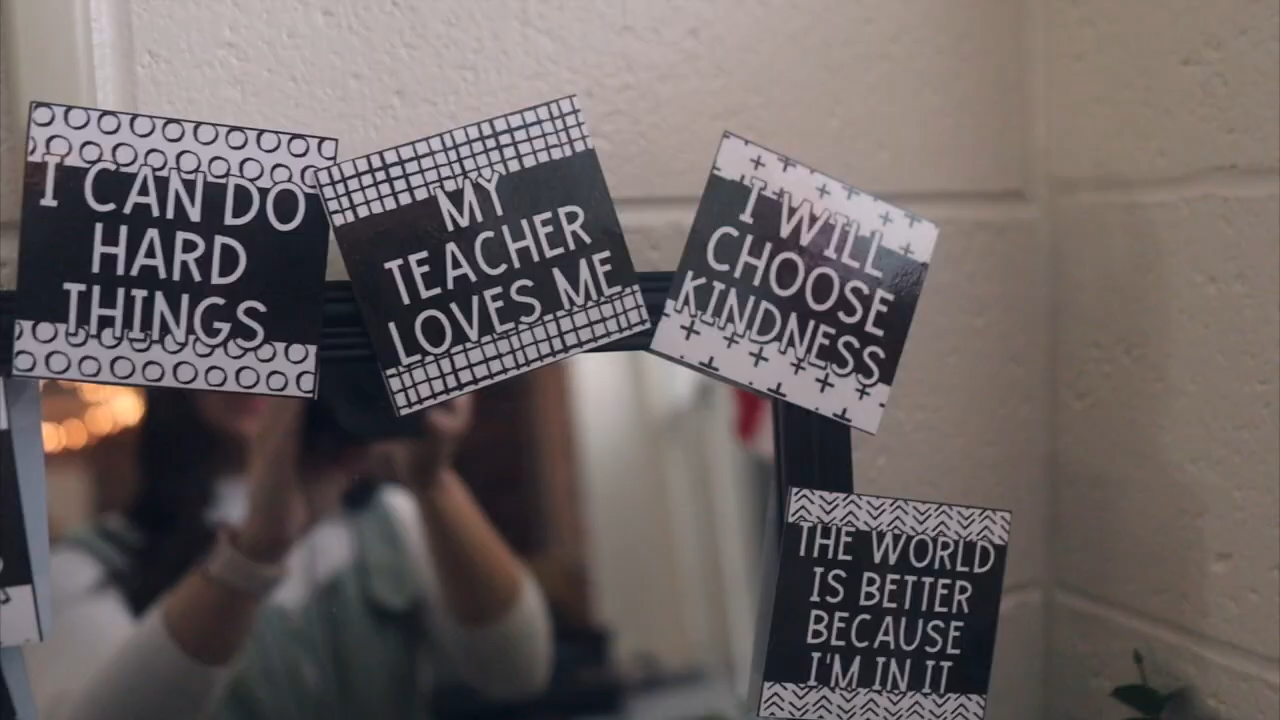 I CAN DO
HARD
THINGS
MY
TEACHER
LOVES ME
I WILL
CHOOSE
KINDNESS
THE WORLD
IS BETTER
BECAUSE
I'M IN IT